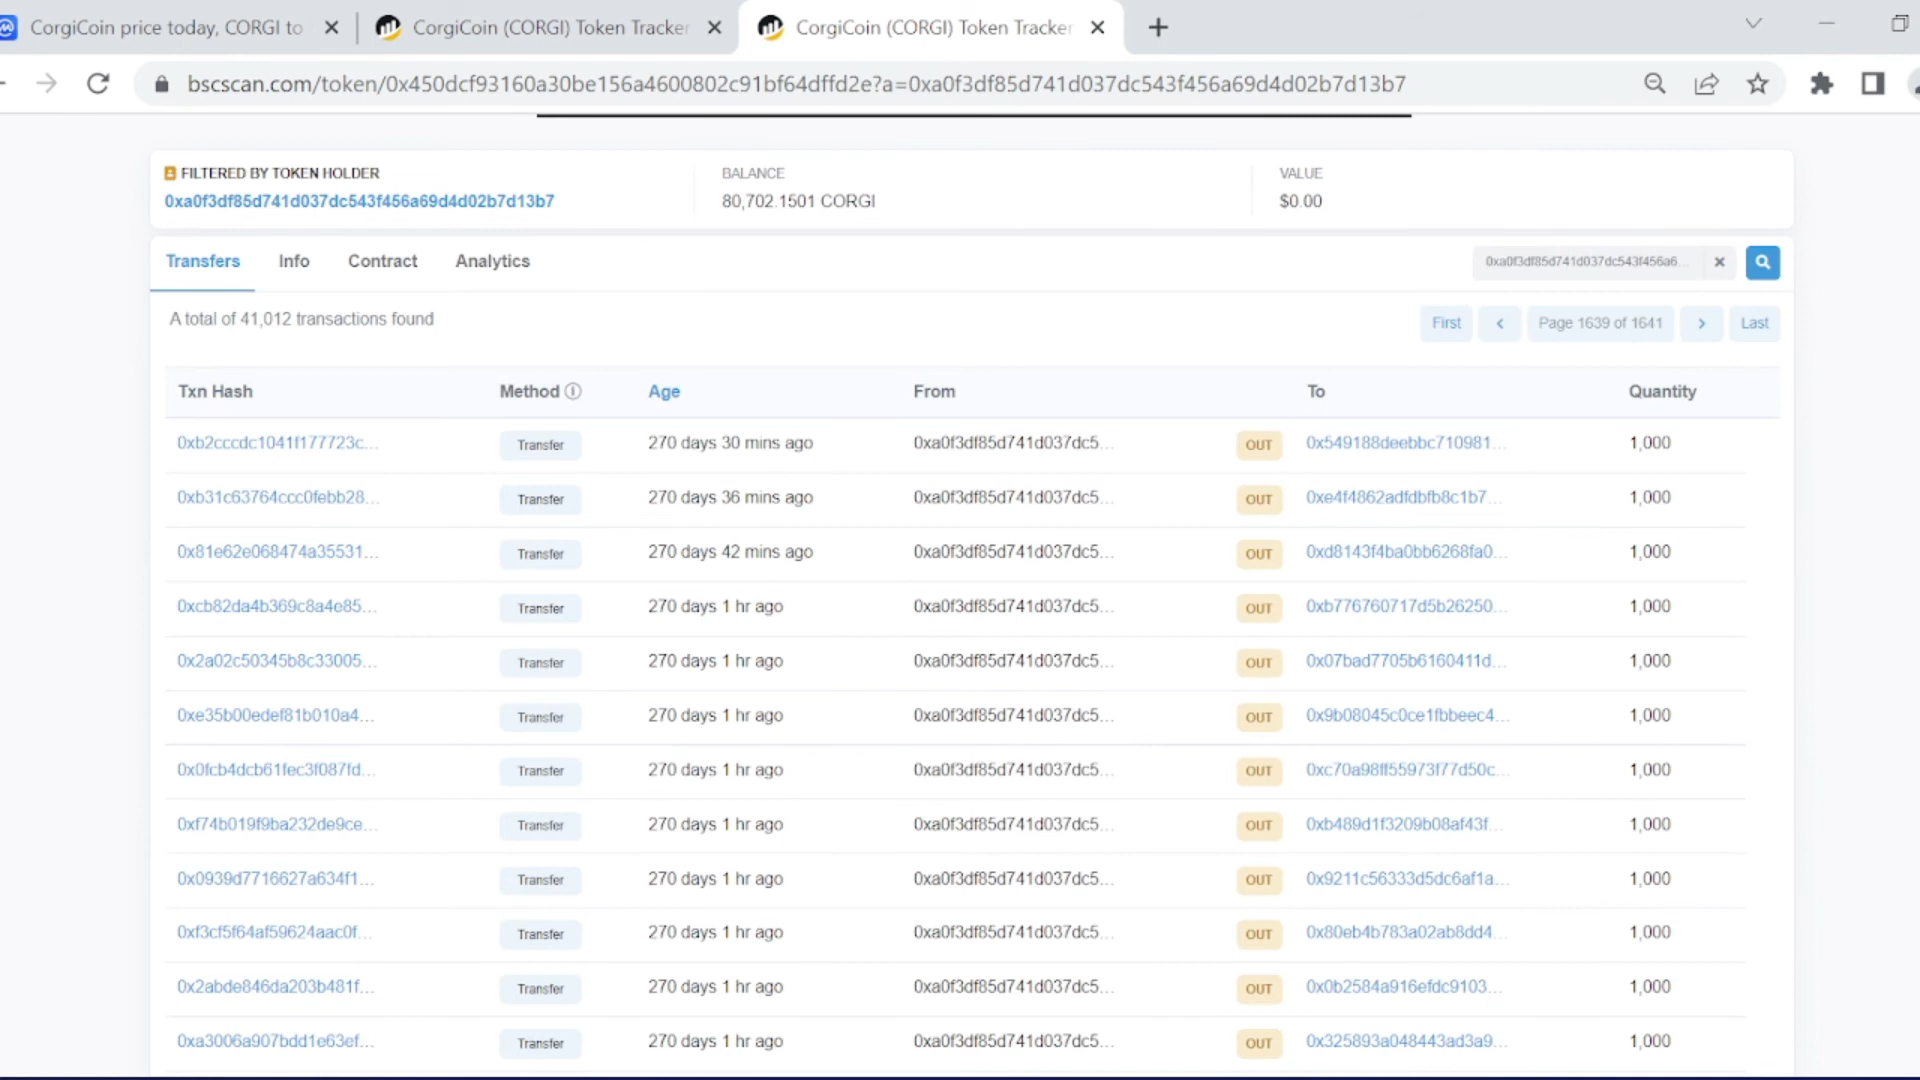 CorgiCoin price today, CORGI to
CorgiCoin (CORGI) Token Tracker
CorgiCoin (CORGI) Token Tracker
bscscan.com/token/0x450dcf93160a30be156a4600802c91bf64dffd2e?a=0xa0f3df85d741d037dc543f456a69d4d02b7d13b7
FILTERED BY TOKEN HOLDER
0xa0f3df85d741d037dc543f456a69d4d02b7d13b7
BALANCE
80,702.1501 CORGI
VALUE
$0.00
Transfers Info Contract Analytics
0xa0f3df85d741d037dc543f456a6...
A total of 41,012 transactions found
First Page 1639 of 1641 Last
Txn Hash Method Age From To Quantity
0xb2cccdc1041f177723c... Transfer 270 days 30 mins ago 0xa0f3df85d741d037dc5... OUT 0x549188deebbc710981... 1,000
0xb31c63764ccc0febb28... Transfer 270 days 36 mins ago 0xa0f3df85d741d037dc5... OUT 0xe4f4862adfdbfb8c1b7... 1,000
0x81e62e068474a35531... Transfer 270 days 42 mins ago 0xa0f3df85d741d037dc5... OUT 0xd8143f4ba0bb6268fa0... 1,000
0xcb82da4b369c8a4e85... Transfer 270 days 1 hr ago 0xa0f3df85d741d037dc5... OUT 0xb776760717d5b26250... 1,000
0x2a02c50345b8c33005... Transfer 270 days 1 hr ago 0xa0f3df85d741d037dc5... OUT 0x07bad7705b6160411d... 1,000
0xe35b00edef81b010a4... Transfer 270 days 1 hr ago 0xa0f3df85d741d037dc5... OUT 0x9b08045c0ce1fbbeec4... 1,000
0x0fcb4dcb61fec3f087fd... Transfer 270 days 1 hr ago 0xa0f3df85d741d037dc5... OUT 0xc70a98ff55973f77d50c... 1,000
0xf74b019f9ba232de9ce... Transfer 270 days 1 hr ago 0xa0f3df85d741d037dc5... OUT 0xb489d1f3209b08af43f... 1,000
0x0939d7716627a634f1... Transfer 270 days 1 hr ago 0xa0f3df85d741d037dc5... OUT 0x9211c56333d5dc6af1a... 1,000
0xf3cf5f64af59624aac0f... Transfer 270 days 1 hr ago 0xa0f3df85d741d037dc5... OUT 0x80eb4b783a02ab8dd4... 1,000
0x2abde846da203b481f... Transfer 270 days 1 hr ago 0xa0f3df85d741d037dc5... OUT 0x0b2584a916efdc9103... 1,000
0xa3006a907bdd1e63ef... Transfer 270 days 1 hr ago 0xa0f3df85d741d037dc5... OUT 0x325893a048443ad3a9... 1,000